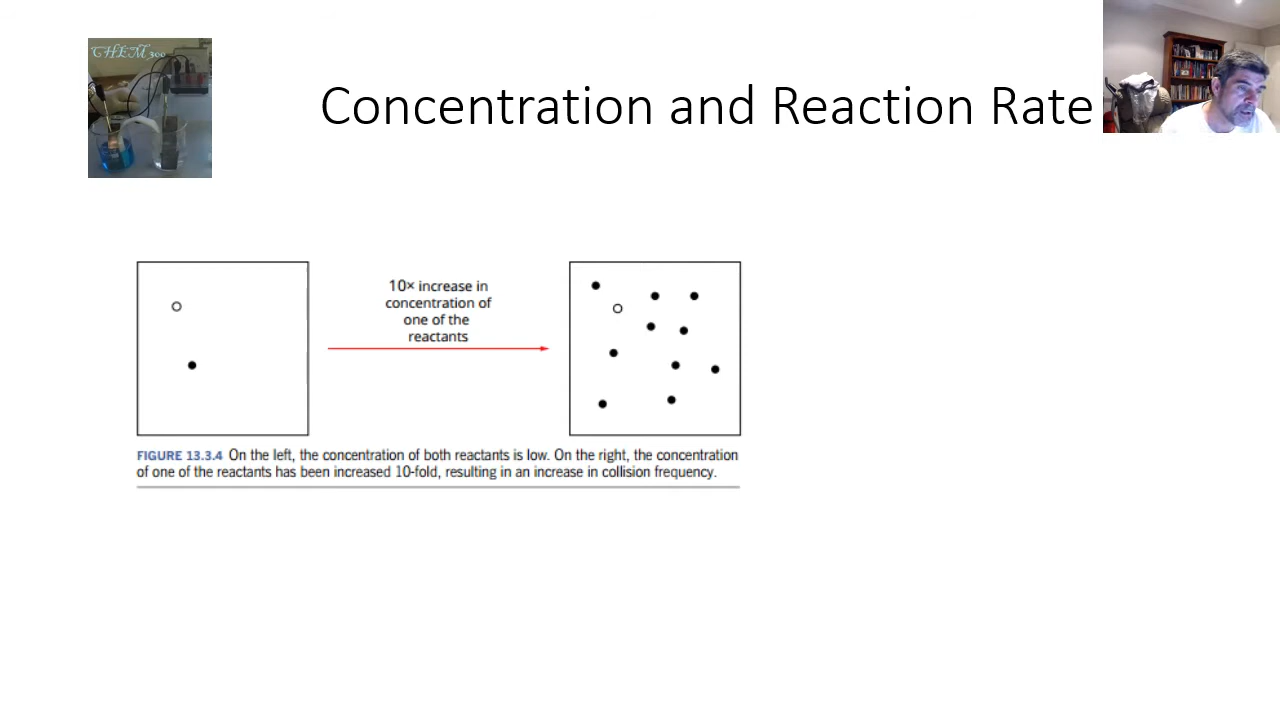 CHEM 300
Concentration and Reaction Rate
10× increase in
concentration of
one of the
reactants
FIGURE 13.3.4 On the left, the concentration of both reactants is low. On the right, the concentration
of one of the reactants has been increased 10-fold, resulting in an increase in collision frequency.